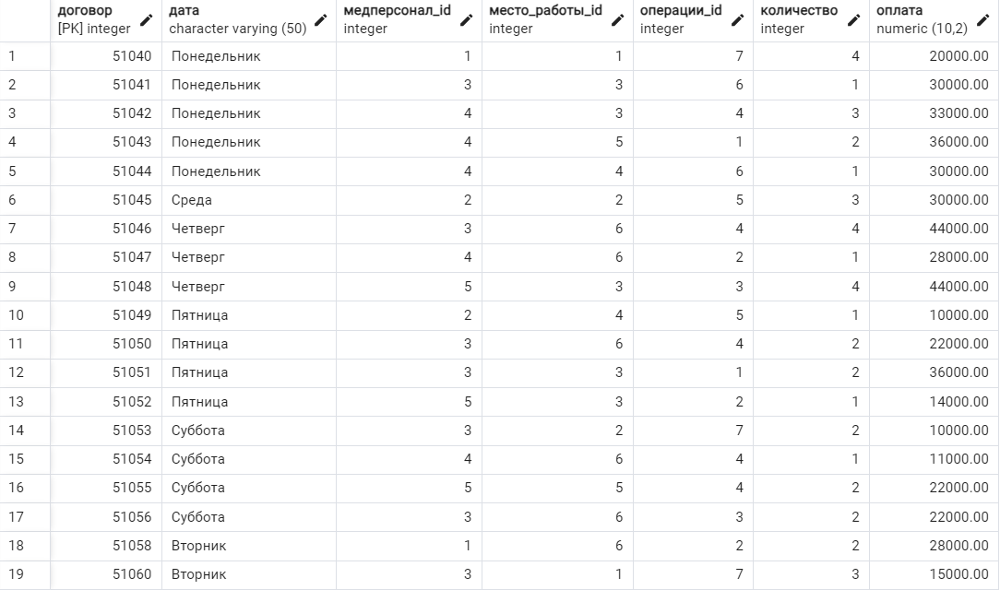 договор дата медперсонал_id место_работы_id операции_id количество оплата
[PK] integer character varying (50) integer integer integer integer numeric (10,2)
1 51040 Понедельник 1 1 7 4 20000.00
2 51041 Понедельник 3 3 6 1 30000.00
3 51042 Понедельник 4 3 4 3 33000.00
4 51043 Понедельник 4 5 1 2 36000.00
5 51044 Понедельник 4 4 6 1 30000.00
6 51045 Среда 2 2 5 3 30000.00
7 51046 Четверг 3 6 4 4 44000.00
8 51047 Четверг 4 6 2 1 28000.00
9 51048 Четверг 5 3 3 4 44000.00
10 51049 Пятница 2 4 5 1 10000.00
11 51050 Пятница 3 6 4 2 22000.00
12 51051 Пятница 3 3 1 2 36000.00
13 51052 Пятница 5 3 2 1 14000.00
14 51053 Суббота 3 2 7 2 10000.00
15 51054 Суббота 4 6 4 1 11000.00
16 51055 Суббота 5 5 4 2 22000.00
17 51056 Суббота 3 6 3 2 22000.00
18 51058 Вторник 1 6 2 2 28000.00
19 51060 Вторник 3 1 7 3 15000.00